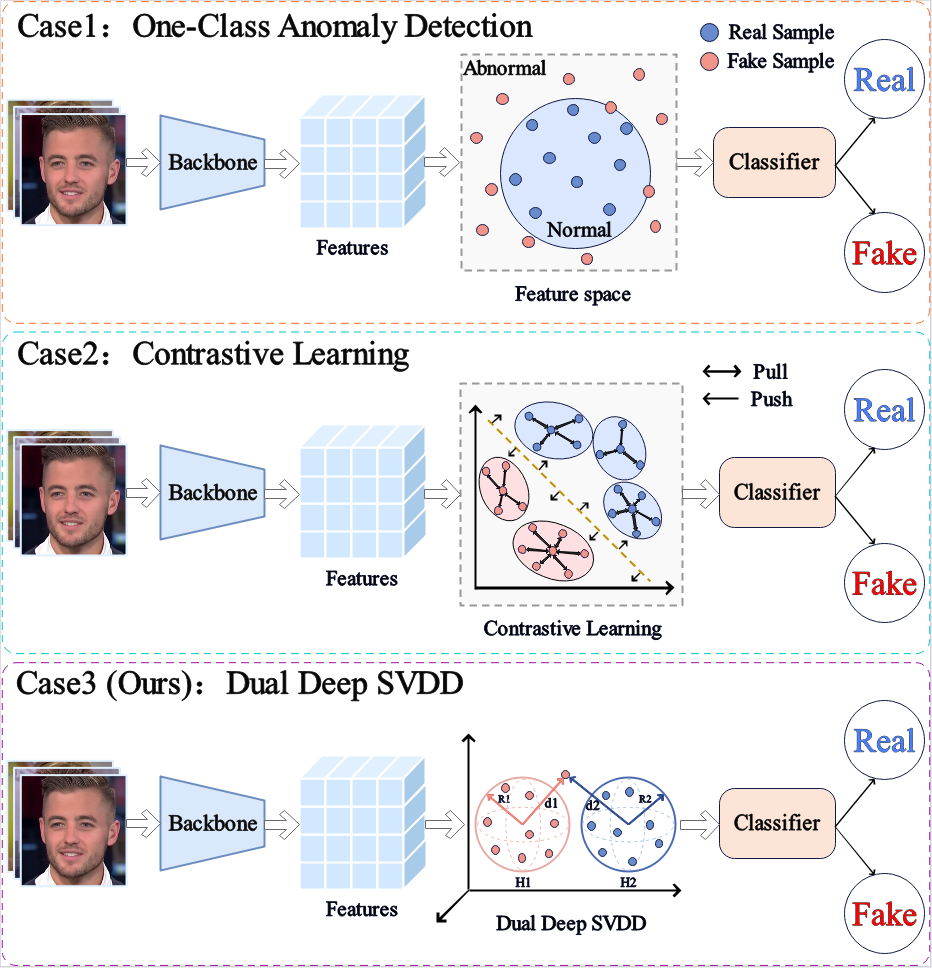 Case1：One-Class Anomaly Detection
Real Sample
Fake Sample
Abnormal
Normal
Backbone
Features
Feature space
Classifier
Real
Fake
Case2：Contrastive Learning
Pull
Push
Backbone
Features
Contrastive Learning
Classifier
Real
Fake
Case3 (Ours)：Dual Deep SVDD
Backbone
Features
R1
d1
d2
R2
H1
H2
Dual Deep SVDD
Classifier
Real
Fake